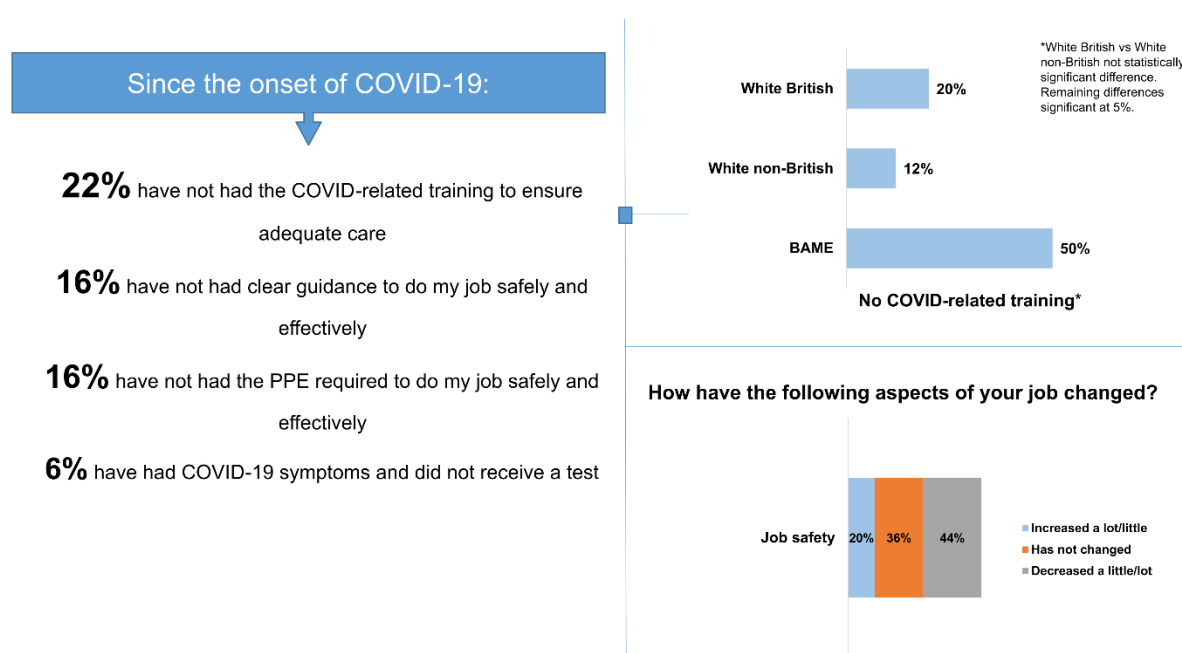 Since the onset of COVID-19:
22% have not had the COVID-related training to ensure
adequate care
16% have not had clear guidance to do my job safely and
effectively
16% have not had the PPE required to do my job safely and
effectively
6% have had COVID-19 symptoms and did not receive a test
*White British vs White
non-British not statistically
significant difference.
Remaining differences
significant at 5%.
White British 20%
White non-British 12%
BAME 50%
No COVID-related training*
How have the following aspects of your job changed?
Job safety 20% 36% 44%
Increased a lot/little
Has not changed
Decreased a little/lot